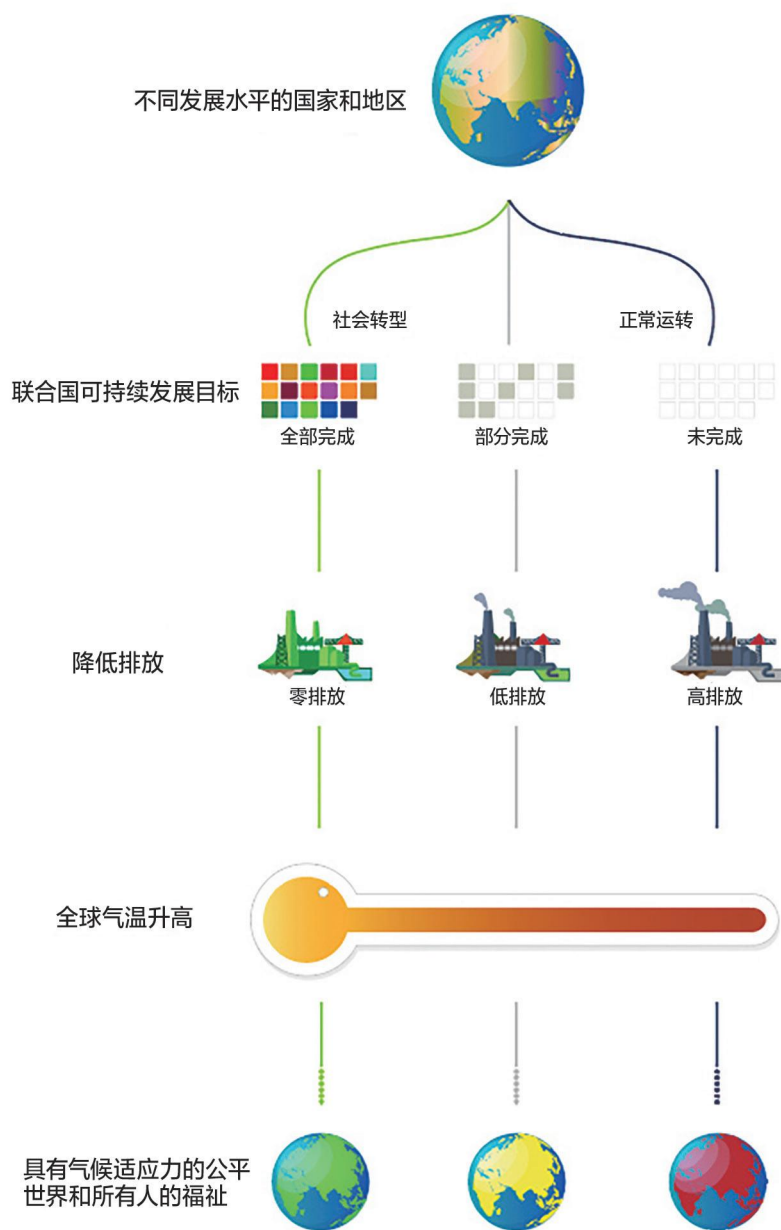 不同发展水平的国家和地区
社会转型
正常运转
联合国可持续发展目标
全部完成
部分完成
未完成
降低排放
零排放
低排放
高排放
全球气温升高
具有气候适应力的公平
世界和所有人的福祉